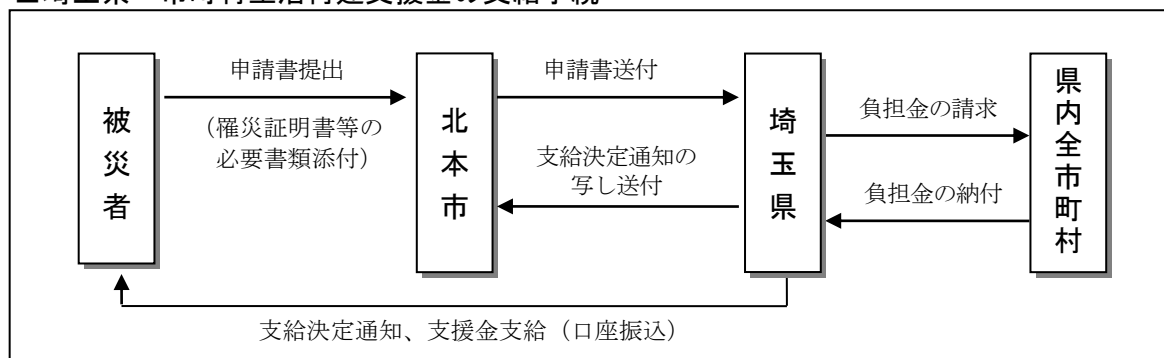 被災者
申請書提出
（罹災証明書等の
必要書類添付）
北本市
申請書送付
支給決定通知の
写し送付
埼玉県
負担金の請求
負担金の納付
県内全市町村
支給決定通知、支援金支給（口座振込）